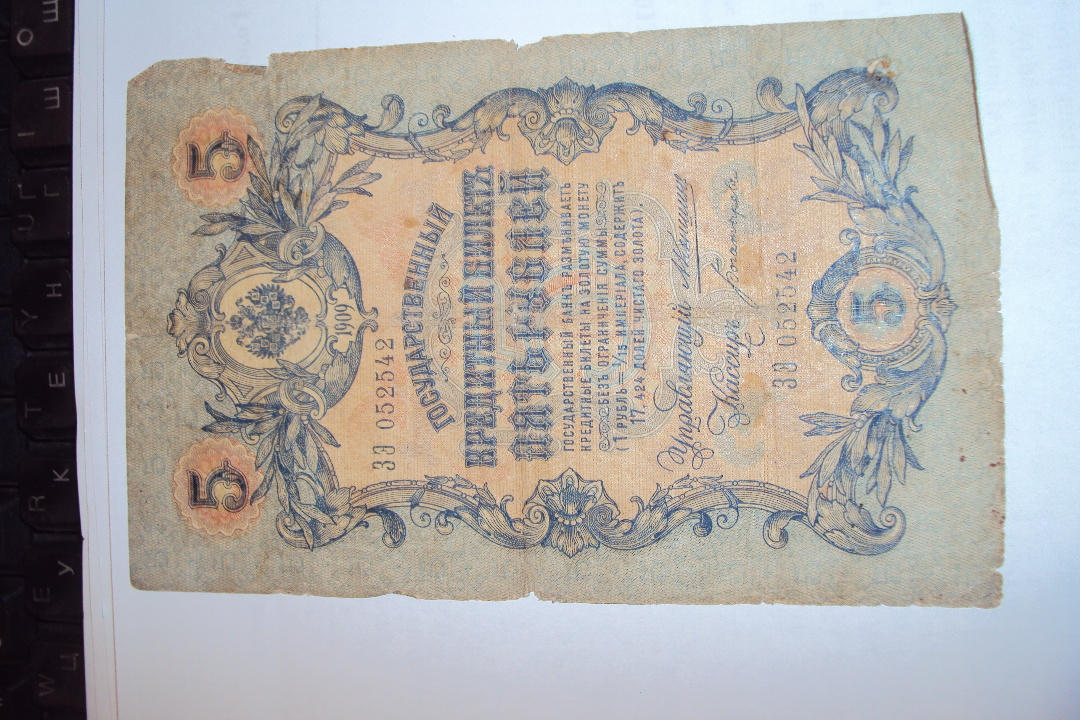 5
5
1909
ЗЭ 052542
ГОСУДАРСТВЕННЫЙ
КРЕДИТНЫЙ БИЛЕТЪ
ПЯТЬ РУБЛЕЙ
ГОСУДАРСТВЕННЫЙ БАНКЪ РАЗМѢНИВАЕТЪ
КРЕДИТНЫЕ БИЛЕТЫ НА ЗОЛОТУЮ МОНЕТУ
БЕЗЪ ОГРАНИЧЕНІЯ СУММЫ
(1 РУБЛЬ = 1/15 ИМПЕРІАЛА, СОДЕРЖИТЪ
17,424 ДОЛЕЙ ЧИСТАГО ЗОЛОТА).
Управляющій
Кассиръ
ЗЭ 052542
5
W E R T Y U I O
Ц У К Е Н Г Ш Щ